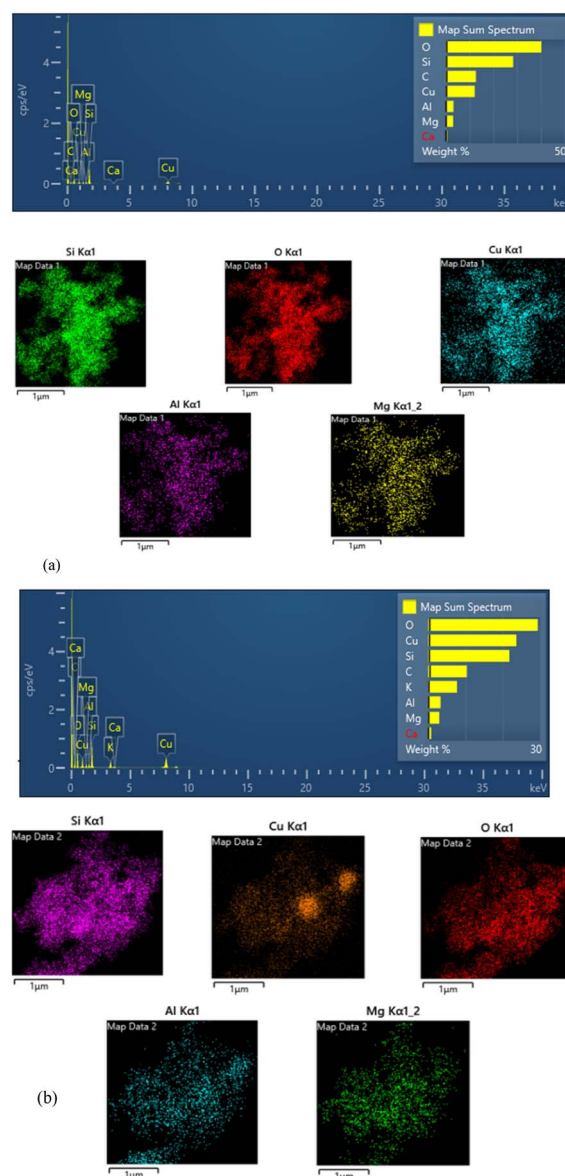 Map Sum Spectrum
O
Si
C
Cu
Al
Mg
Ca
Weight % 50
cps/eV
4
2
0
Mg
O Cu Si
C Al
Ca Ca Cu
0 5 10 15 20 25 30 35 keV
Si Kα1 O Kα1 Cu Kα1
Map Data 1 Map Data 1 Map Data 1
1µm 1µm 1µm
Al Kα1 Mg Kα1_2
Map Data 1 Map Data 1
1µm 1µm
(a)
Map Sum Spectrum
O
Cu
Si
C
K
Al
Mg
Ca
Weight % 30
cps/eV
4
2
0
Ca
C
Mg
Al
O Si Ca
Cu K Cu
0 5 10 15 20 25 30 35 keV
Si Kα1 Cu Kα1 O Kα1
Map Data 2 Map Data 2 Map Data 2
1µm 1µm 1µm
Al Kα1 Mg Kα1_2
Map Data 2 Map Data 2
1µm 1µm
(b)